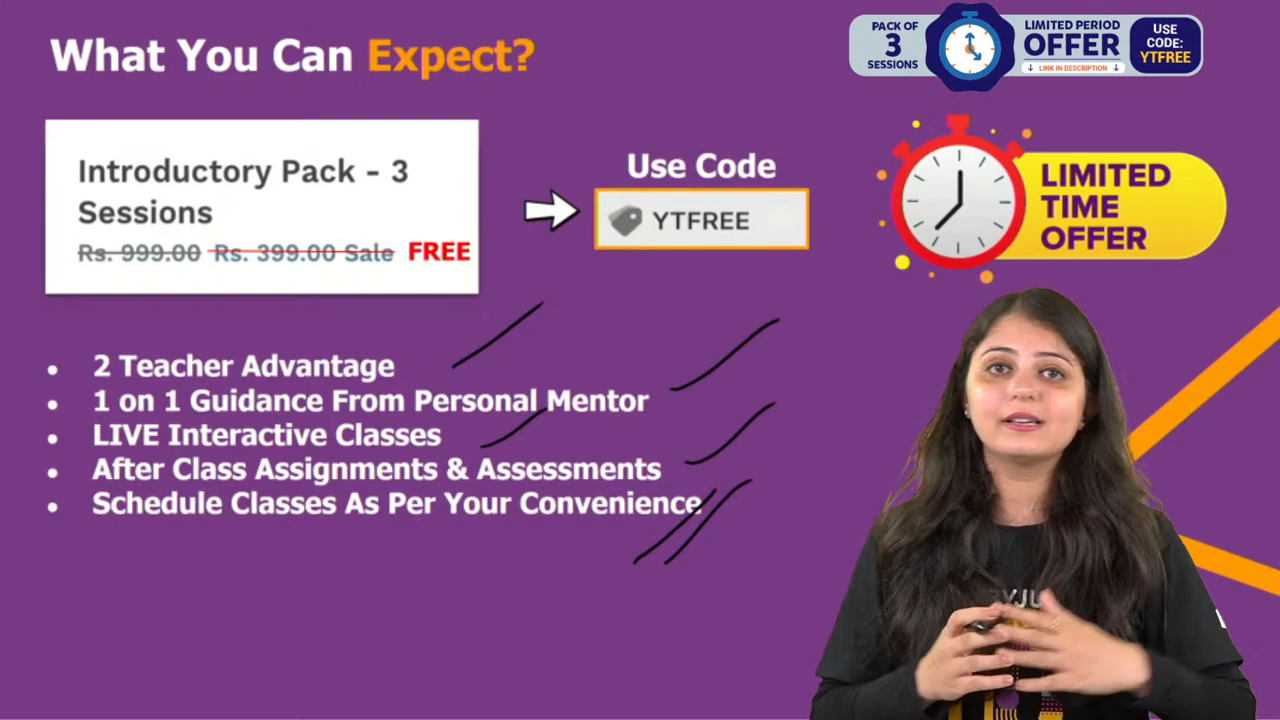 What You Can Expect?
PACK OF
3
SESSIONS
LIMITED PERIOD
OFFER
LINK IN DESCRIPTION
USE
CODE:
YTFREE
Introductory Pack - 3
Sessions
Rs. 999.00 Rs. 399.00 Sale FREE
Use Code
YTFREE
LIMITED
TIME
OFFER
• 2 Teacher Advantage
• 1 on 1 Guidance From Personal Mentor
• LIVE Interactive Classes
• After Class Assignments & Assessments
• Schedule Classes As Per Your Convenience